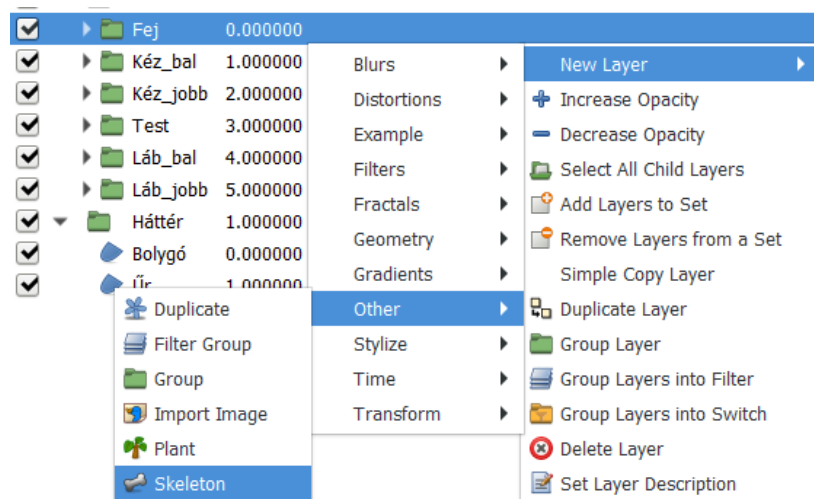 Fej 0.000000
Kéz_bal 1.000000
Kéz_jobb 2.000000
Test 3.000000
Láb_bal 4.000000
Láb_jobb 5.000000
Háttér 1.000000
Bolygó 0.000000
Űr 1.000000
Duplicate
Filter Group
Group
Import Image
Plant
Skeleton
Blurs
Distortions
Example
Filters
Fractals
Geometry
Gradients
Other
Stylize
Time
Transform
New Layer
Increase Opacity
Decrease Opacity
Select All Child Layers
Add Layers to Set
Remove Layers from a Set
Simple Copy Layer
Duplicate Layer
Group Layer
Group Layers into Filter
Group Layers into Switch
Delete Layer
Set Layer Description